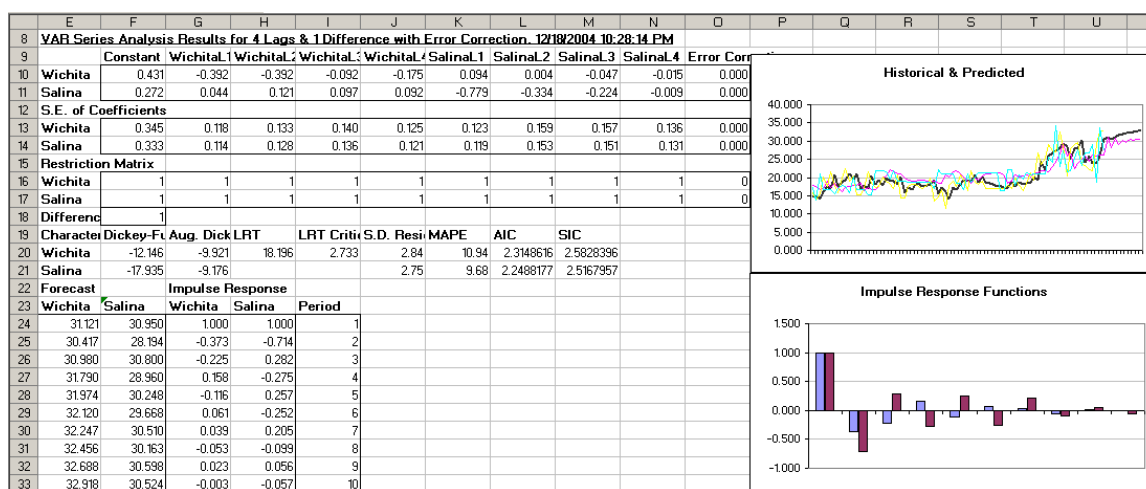 E F G H I J K L M N O P Q R S T U
8 VAR Series Analysis Results for 4 Lags & 1 Difference with Error Correction. 12/18/2004 10:28:14 PM
9 Constant WichitaL1 WichitaL2 WichitaL3 WichitaL4 SalinaL1 SalinaL2 SalinaL3 SalinaL4 Error Correction
10 Wichita 0.431 -0.392 -0.392 -0.092 -0.175 0.094 0.004 -0.047 -0.015 0.000
11 Salina 0.272 0.044 0.121 0.097 0.092 -0.779 -0.334 -0.224 -0.009 0.000
12 S.E. of Coefficients
13 Wichita 0.345 0.118 0.133 0.140 0.125 0.123 0.159 0.157 0.136 0.000
14 Salina 0.333 0.114 0.128 0.136 0.121 0.119 0.153 0.151 0.131 0.000
15 Restriction Matrix
16 Wichita 1 1 1 1 1 1 1 1 1 0
17 Salina 1 1 1 1 1 1 1 1 1 0
18 Differenc 1
19 Character Dickey-Fu Aug. Dick LRT LRT Critic S.D. Resi MAPE AIC SIC
20 Wichita -12.146 -9.921 18.196 2.733 2.84 10.94 2.3148616 2.5828396
21 Salina -17.935 -9.176 2.75 9.68 2.2488177 2.5167957
22 Forecast Impulse Response
23 Wichita Salina Wichita Salina Period
24 31.121 30.950 1.000 1.000 1
25 30.417 28.194 -0.373 -0.714 2
26 30.980 30.800 -0.225 0.282 3
27 31.790 28.960 0.158 -0.275 4
28 31.974 30.248 -0.116 0.257 5
29 32.120 29.668 0.061 -0.252 6
30 32.247 30.510 0.039 0.205 7
31 32.456 30.163 -0.053 -0.099 8
32 32.688 30.598 0.023 0.056 9
33 32.918 30.524 -0.003 -0.057 10
Historical & Predicted
40.000
35.000
30.000
25.000
20.000
15.000
10.000
5.000
0.000
Impulse Response Functions
1.500
1.000
0.500
0.000
-0.500
-1.000